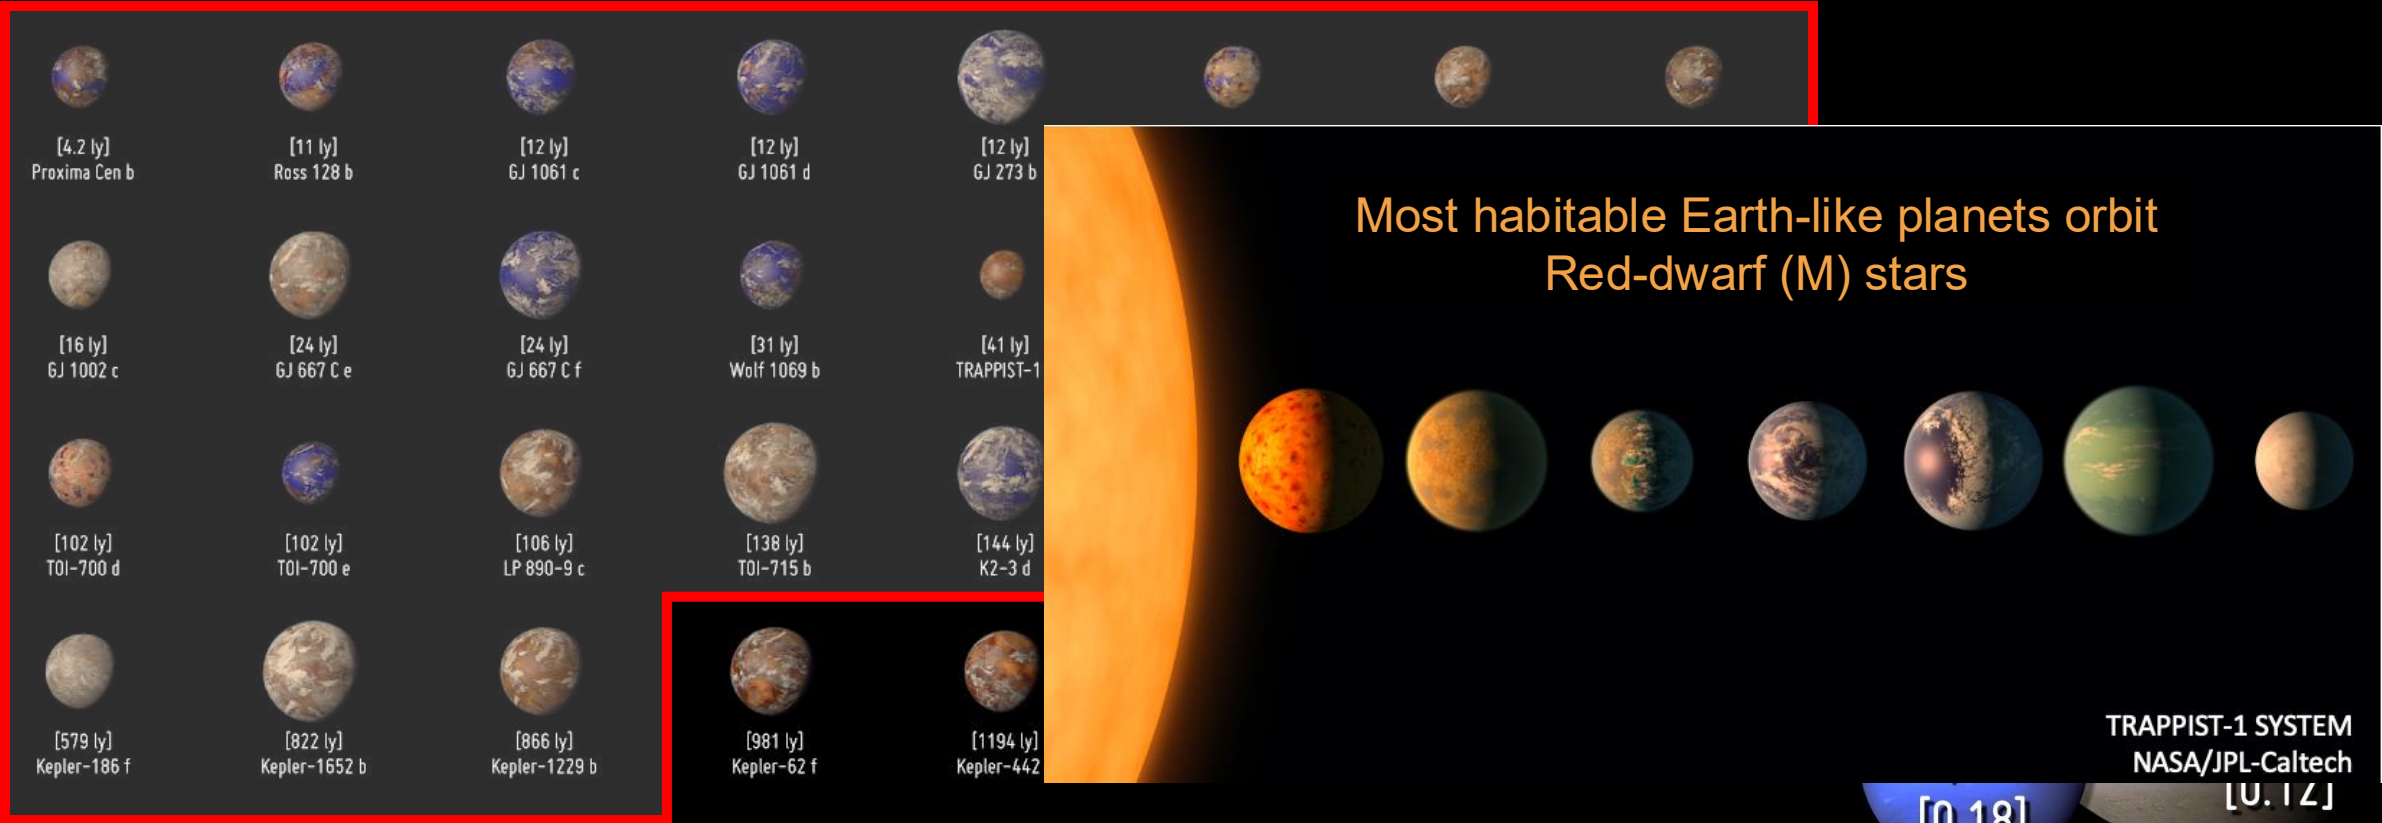 [4.2 ly]
Proxima Cen b
[11 ly]
Ross 128 b
[12 ly]
GJ 1061 c
[12 ly]
GJ 1061 d
[12 ly]
GJ 273 b
[16 ly]
GJ 1002 c
[24 ly]
GJ 667 C e
[24 ly]
GJ 667 C f
[31 ly]
Wolf 1069 b
[41 ly]
TRAPPIST-1
[102 ly]
TOI-700 d
[102 ly]
TOI-700 e
[106 ly]
LP 890-9 c
[138 ly]
TOI-715 b
[144 ly]
K2-3 d
[579 ly]
Kepler-186 f
[822 ly]
Kepler-1652 b
[866 ly]
Kepler-1229 b
[981 ly]
Kepler-62 f
[1194 ly]
Kepler-442
Most habitable Earth-like planets orbit
Red-dwarf (M) stars
TRAPPIST-1 SYSTEM
NASA/JPL-Caltech
[0.18]
[0.12]